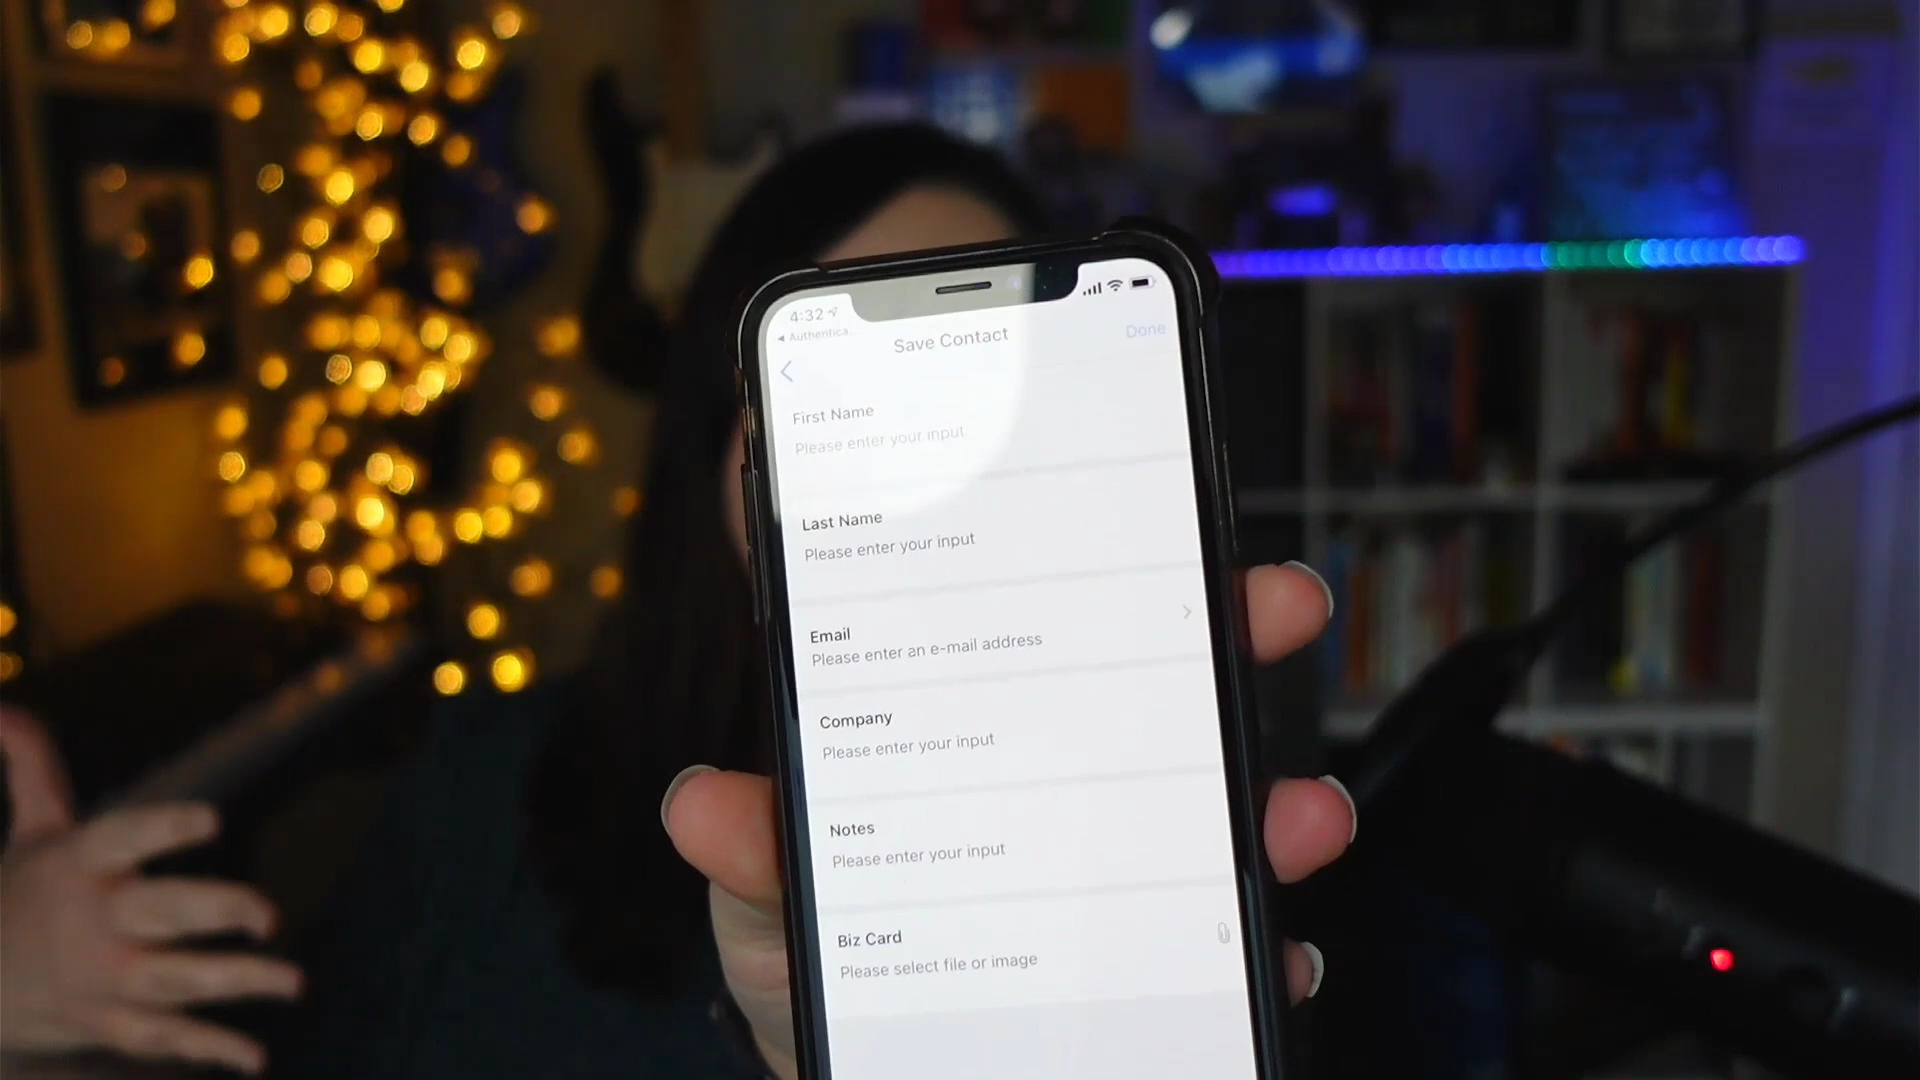 4:32
Authentica...
Save Contact
Done
First Name
Please enter your input
Last Name
Please enter your input
Email
Please enter an e-mail address
Company
Please enter your input
Notes
Please enter your input
Biz Card
Please select file or image